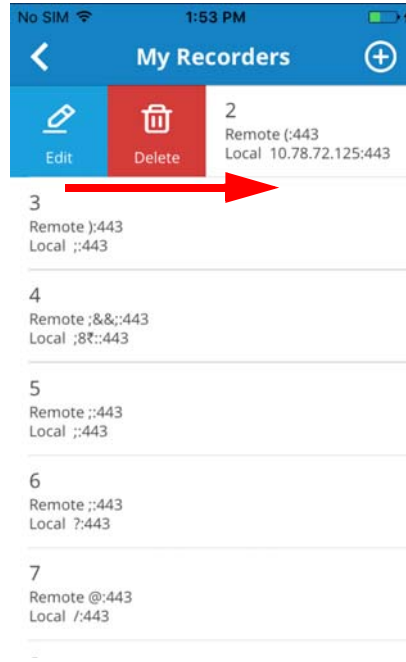 No SIM 1:53 PM
My Recorders
Edit Delete
2
Remote (:443
Local 10.78.72.125:443
3
Remote ):443
Local ;:443
4
Remote ;&&;:443
Local ;8₹::443
5
Remote ;:443
Local ;:443
6
Remote ;:443
Local ?:443
7
Remote @:443
Local /:443